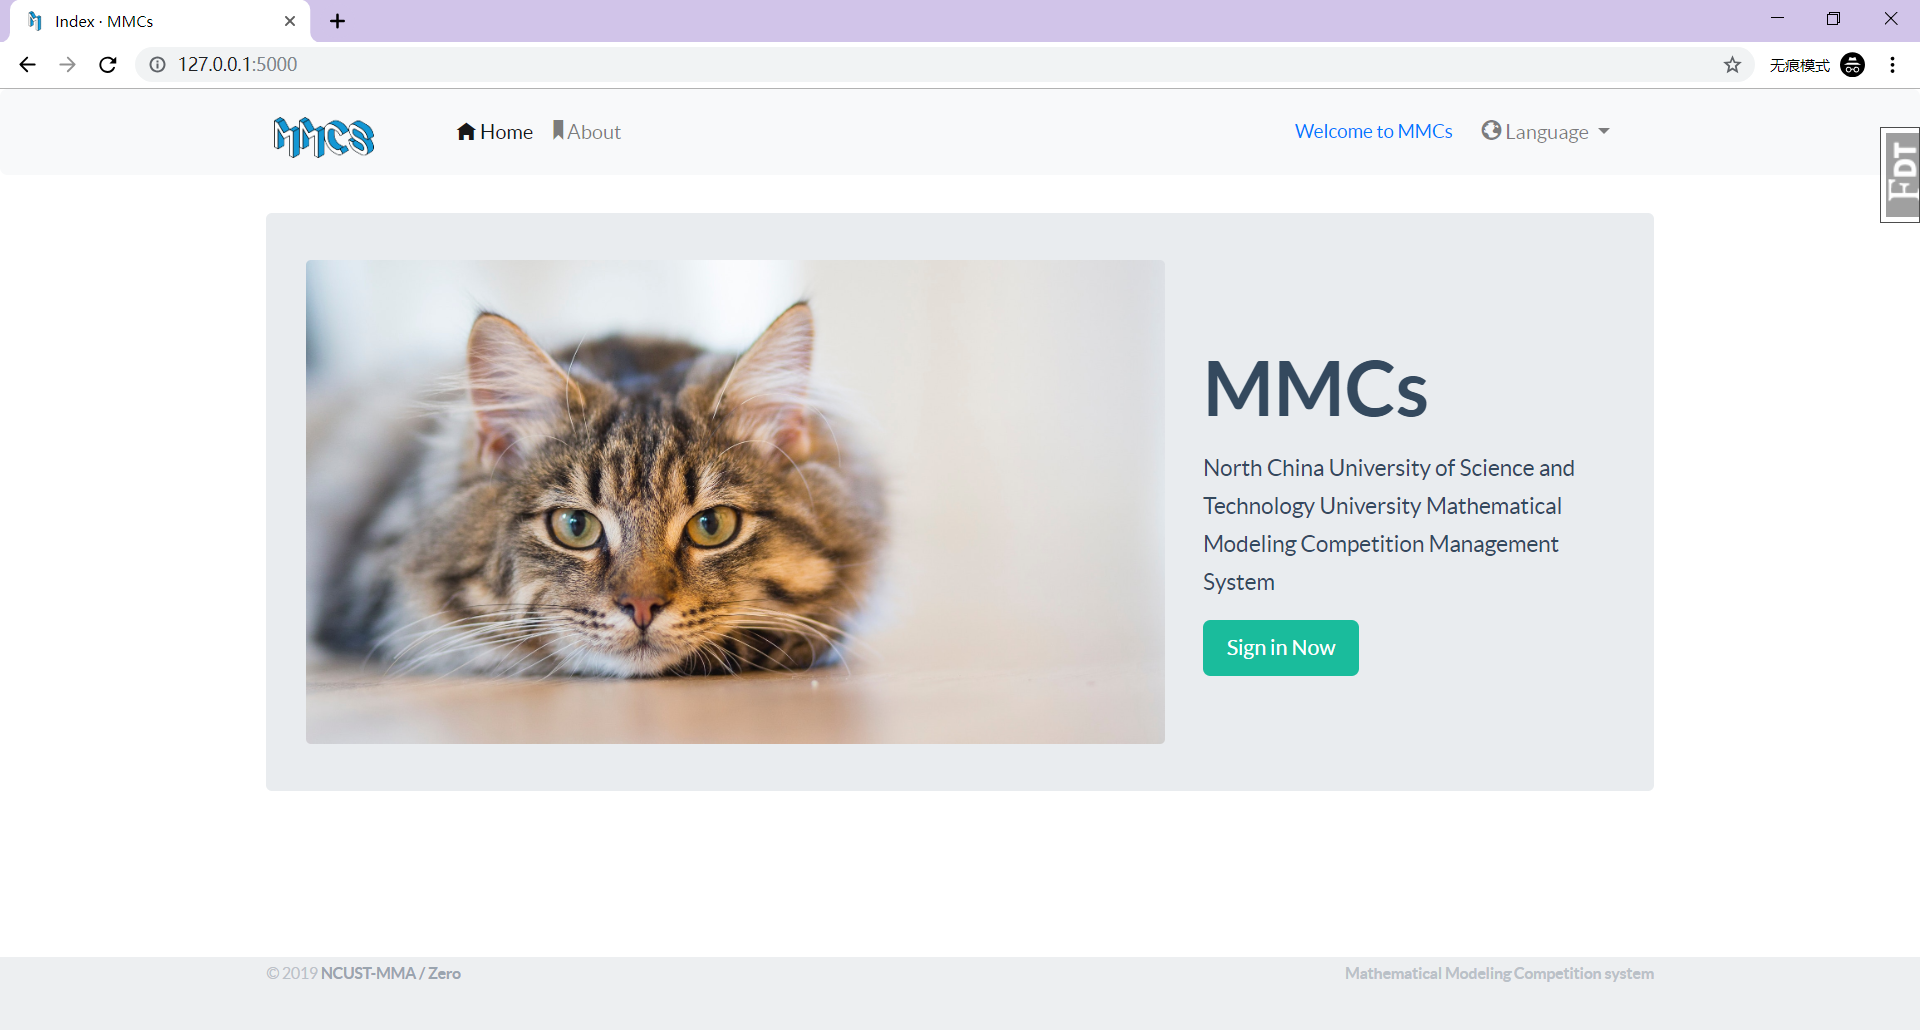 Index · MMCs
127.0.0.1:5000
无痕模式
MMCS
Home
About
Welcome to MMCs
Language
FDT
MMCs
North China University of Science and
Technology University Mathematical
Modeling Competition Management
System
Sign in Now
© 2019 NCUST-MMA / Zero
Mathematical Modeling Competition system